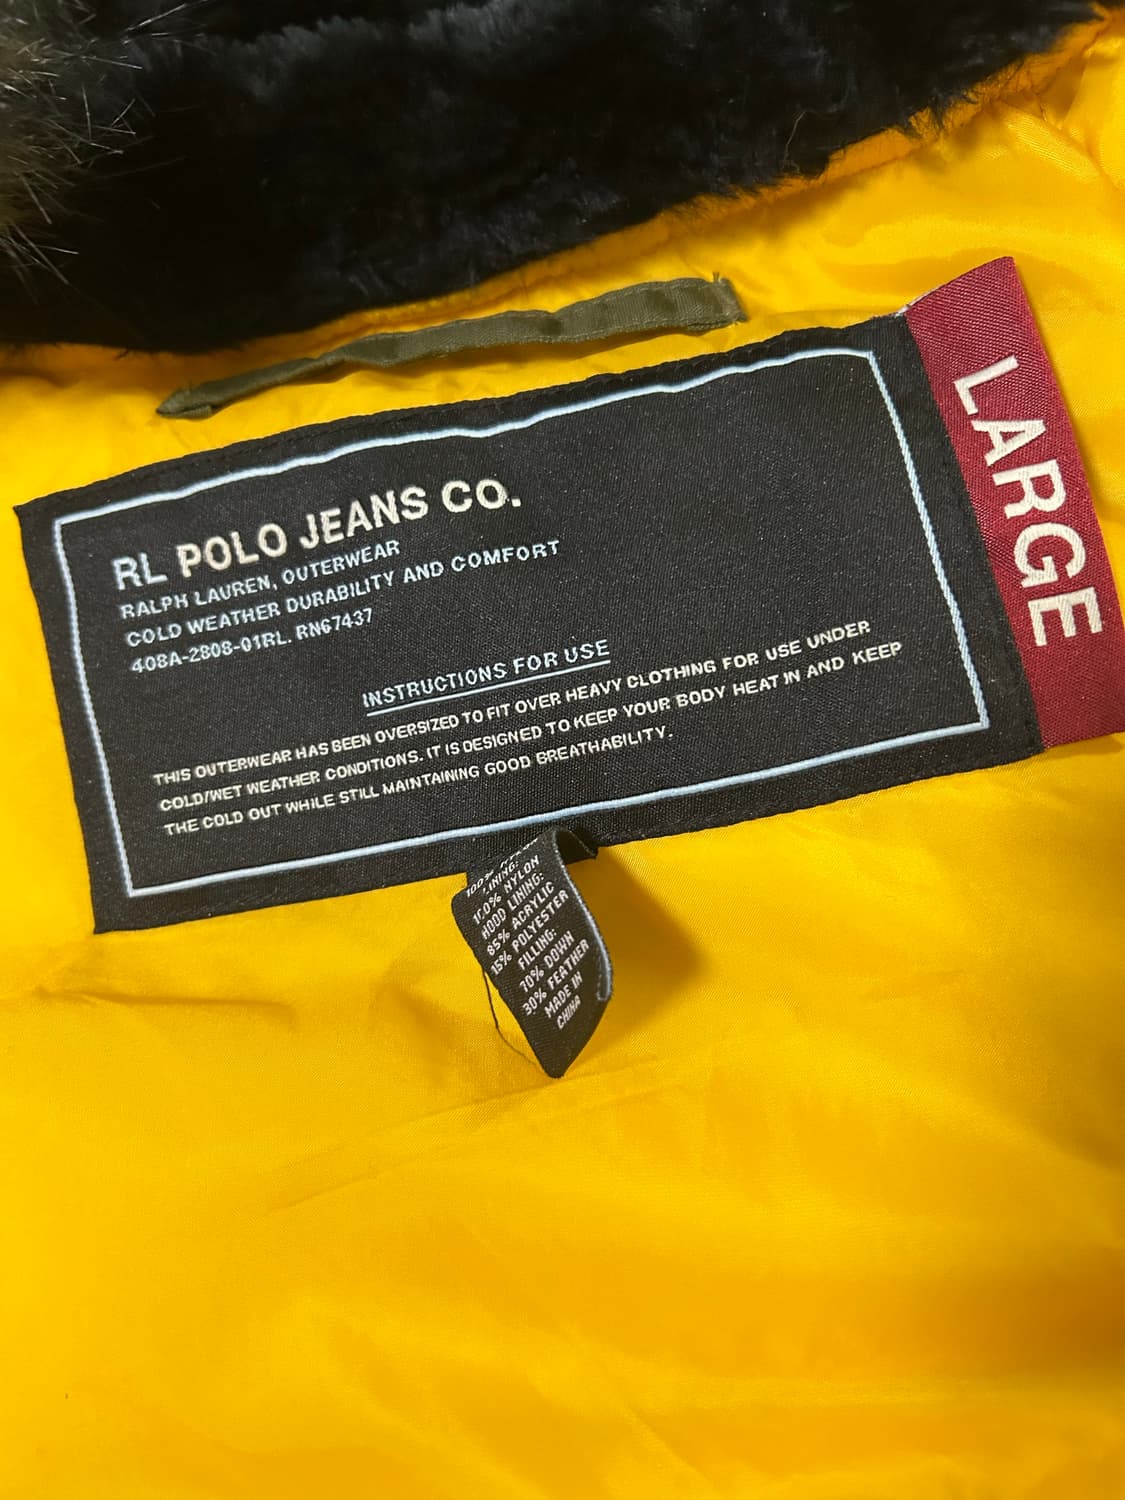 RL POLO JEANS CO.
RALPH LAUREN, OUTERWEAR
COLD WEATHER DURABILITY AND COMFORT
408A-2808-01RL. RN67437
INSTRUCTIONS FOR USE
THIS OUTERWEAR HAS BEEN OVERSIZED TO FIT OVER HEAVY CLOTHING FOR USE UNDER
COLD/WET WEATHER CONDITIONS. IT IS DESIGNED TO KEEP YOUR BODY HEAT IN AND KEEP
THE COLD OUT WHILE STILL MAINTAINING GOOD BREATHABILITY.
LARGE
100%
LINING:
100% NYLON
HOOD LINING:
85% ACRYLIC
15% POLYESTER
FILLING:
70% DOWN
30% FEATHER
MADE IN
CHINA